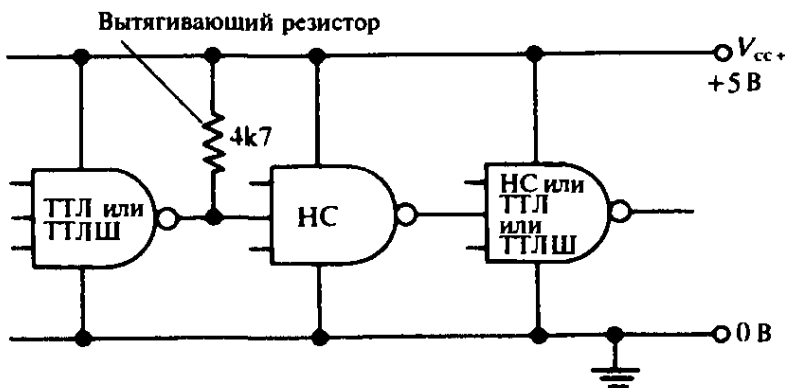 Вытягивающий резистор
V_cc+
+5 В
4k7
ТТЛ или
ТТЛШ
НС
НС или
ТТЛ
или
ТТЛШ
0 В